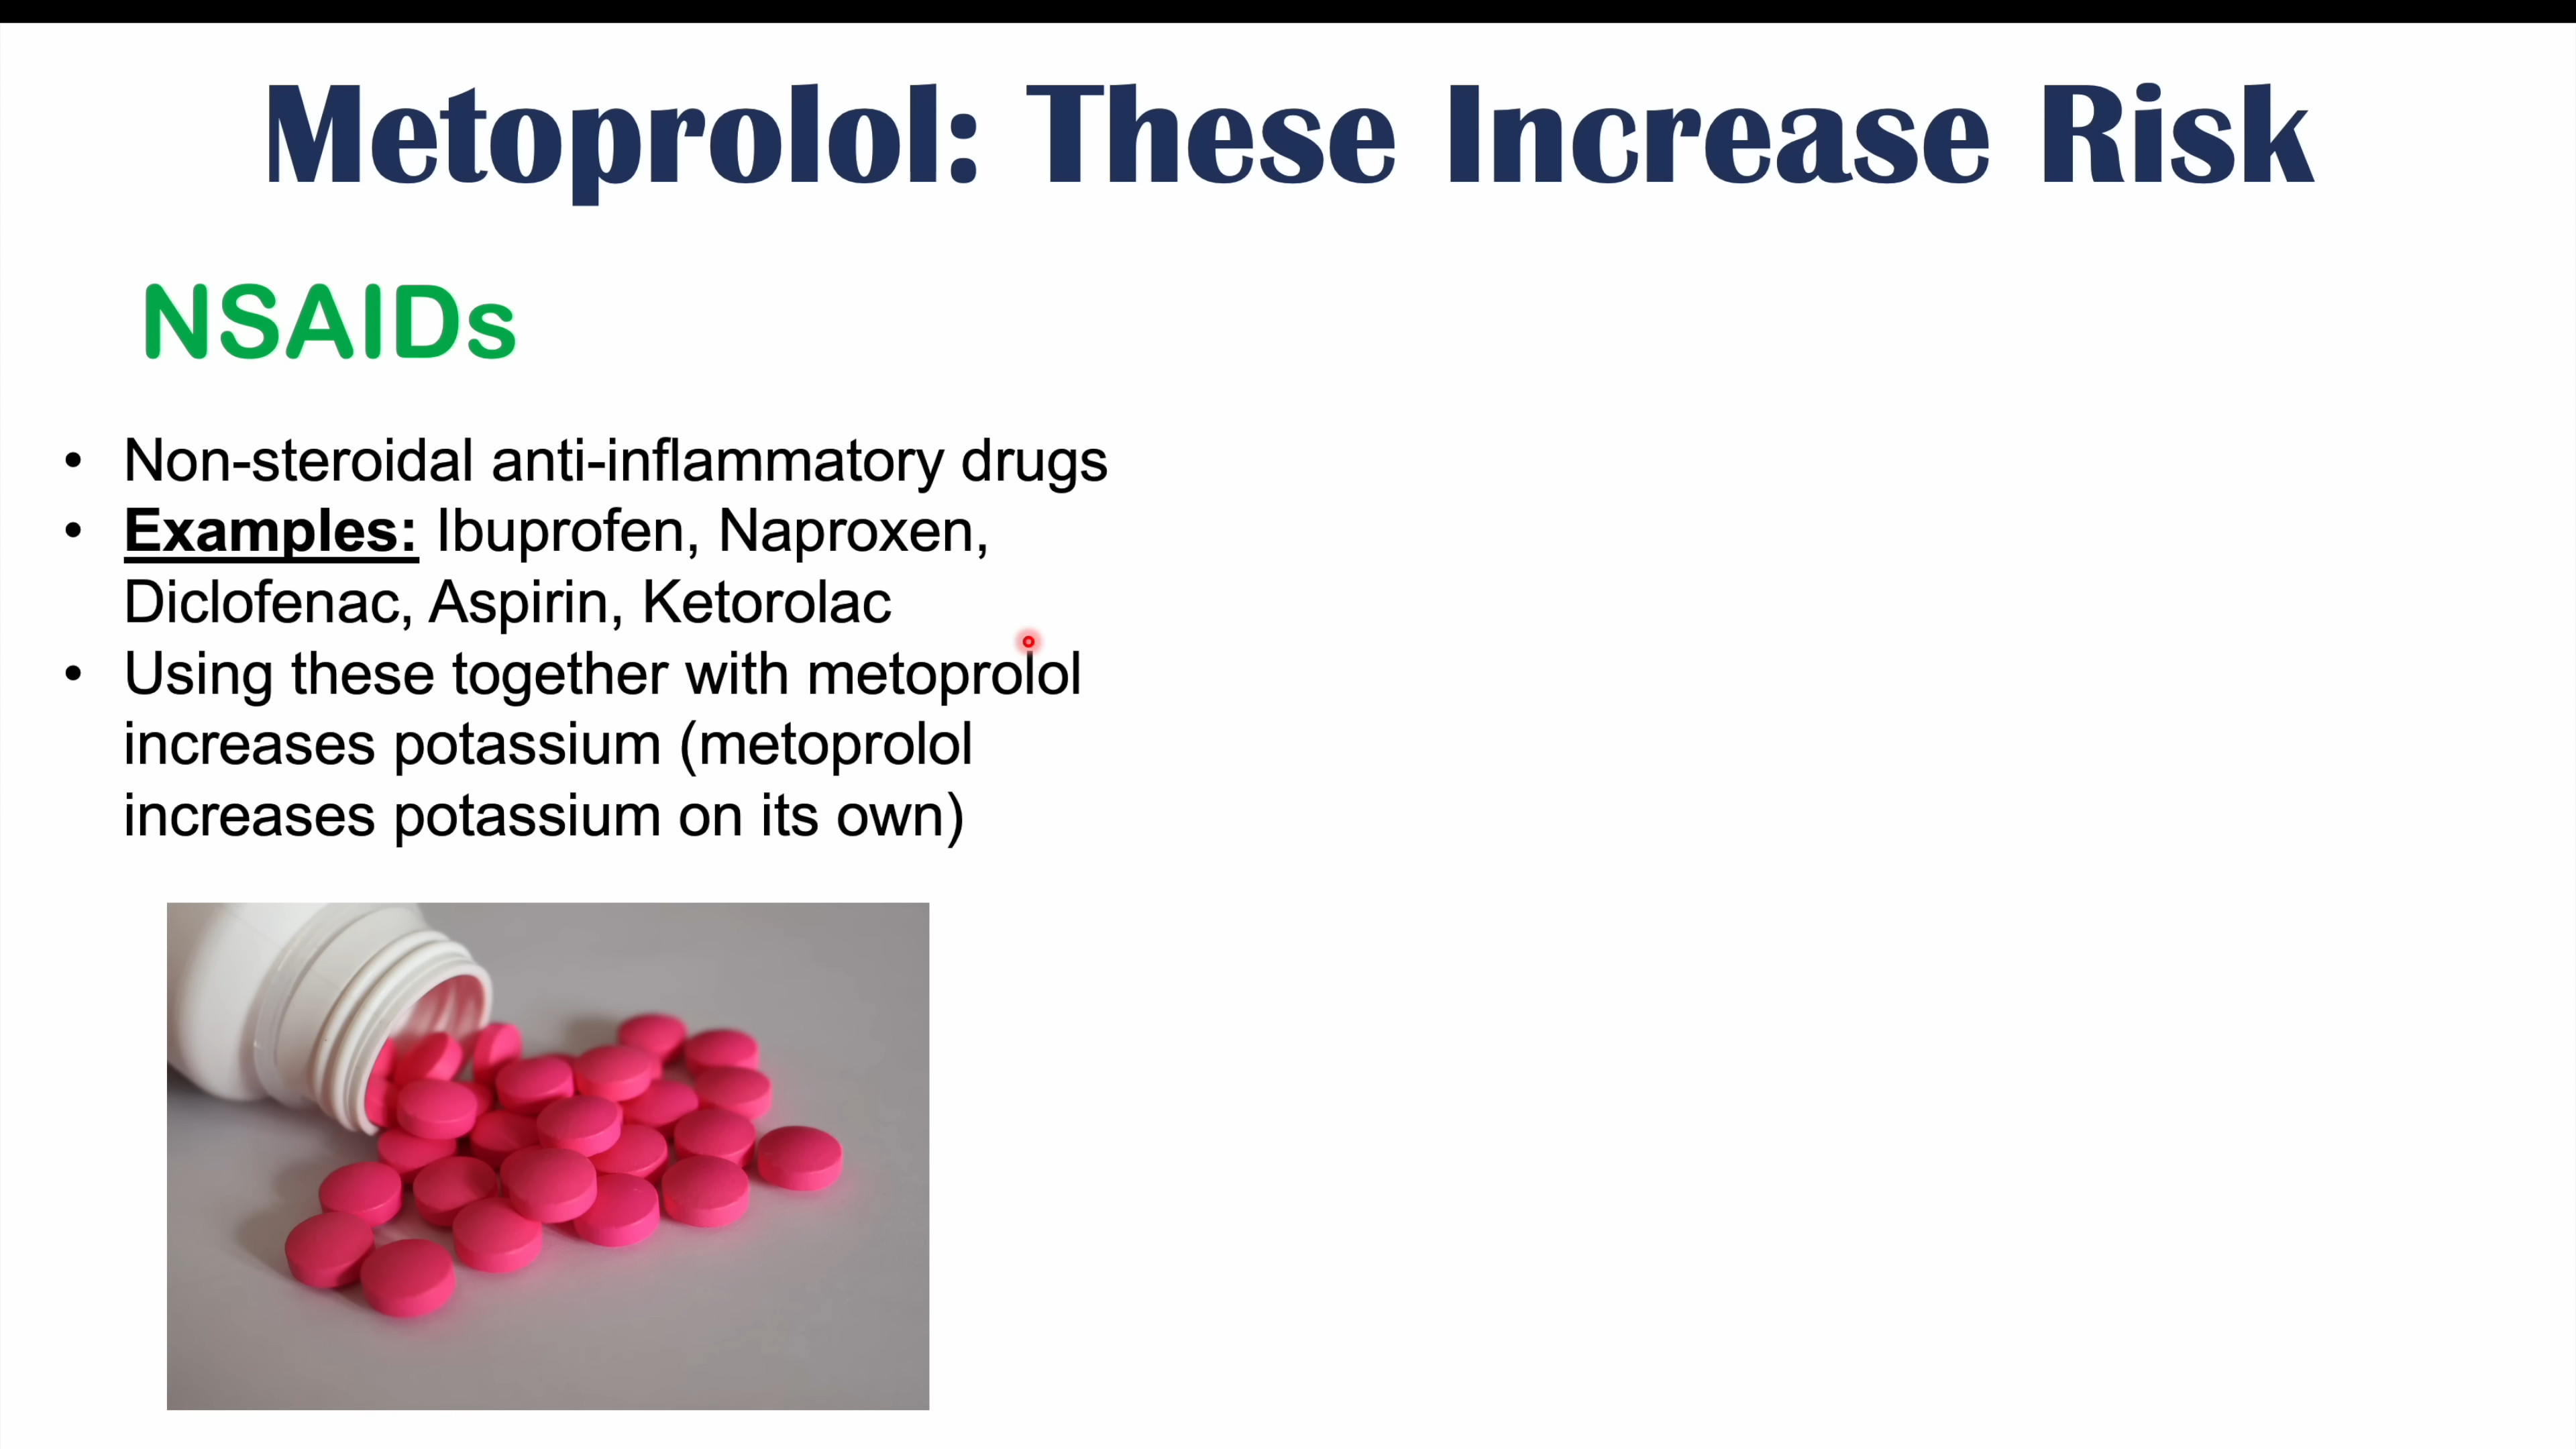 Metoprolol: These Increase Risk
NSAIDs
• Non-steroidal anti-inflammatory drugs
• Examples: Ibuprofen, Naproxen,
Diclofenac, Aspirin, Ketorolac
• Using these together with metoprolol
increases potassium (metoprolol
increases potassium on its own)